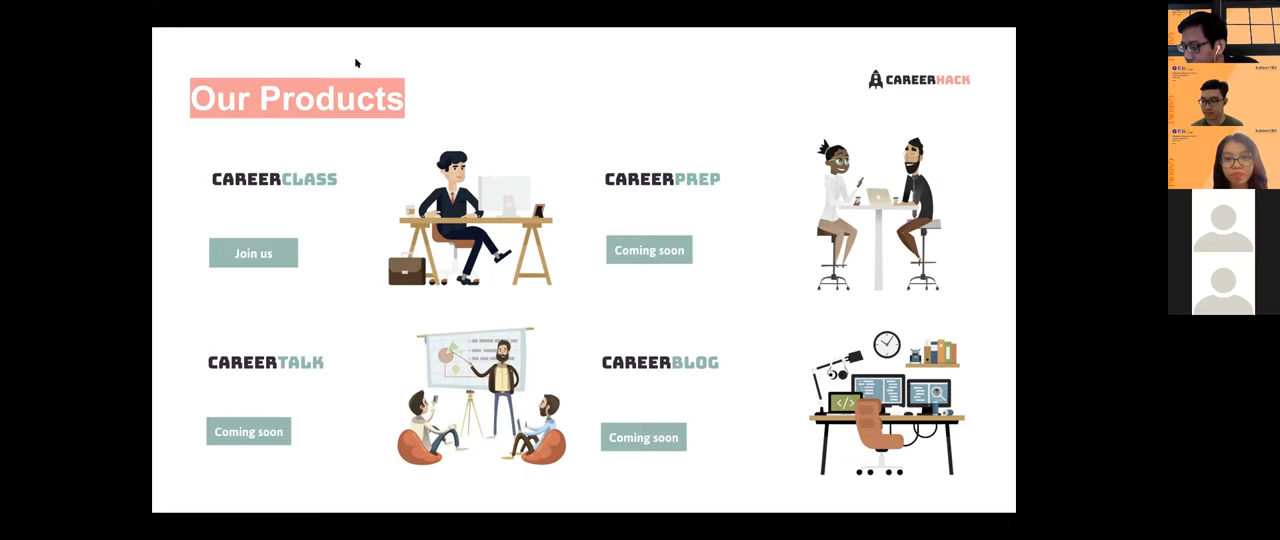 Our Products
CAREERHACK
CAREERCLASS
Join us
CAREERPREP
Coming soon
CAREERTALK
Coming soon
CAREERBLOG
Coming soon
</>